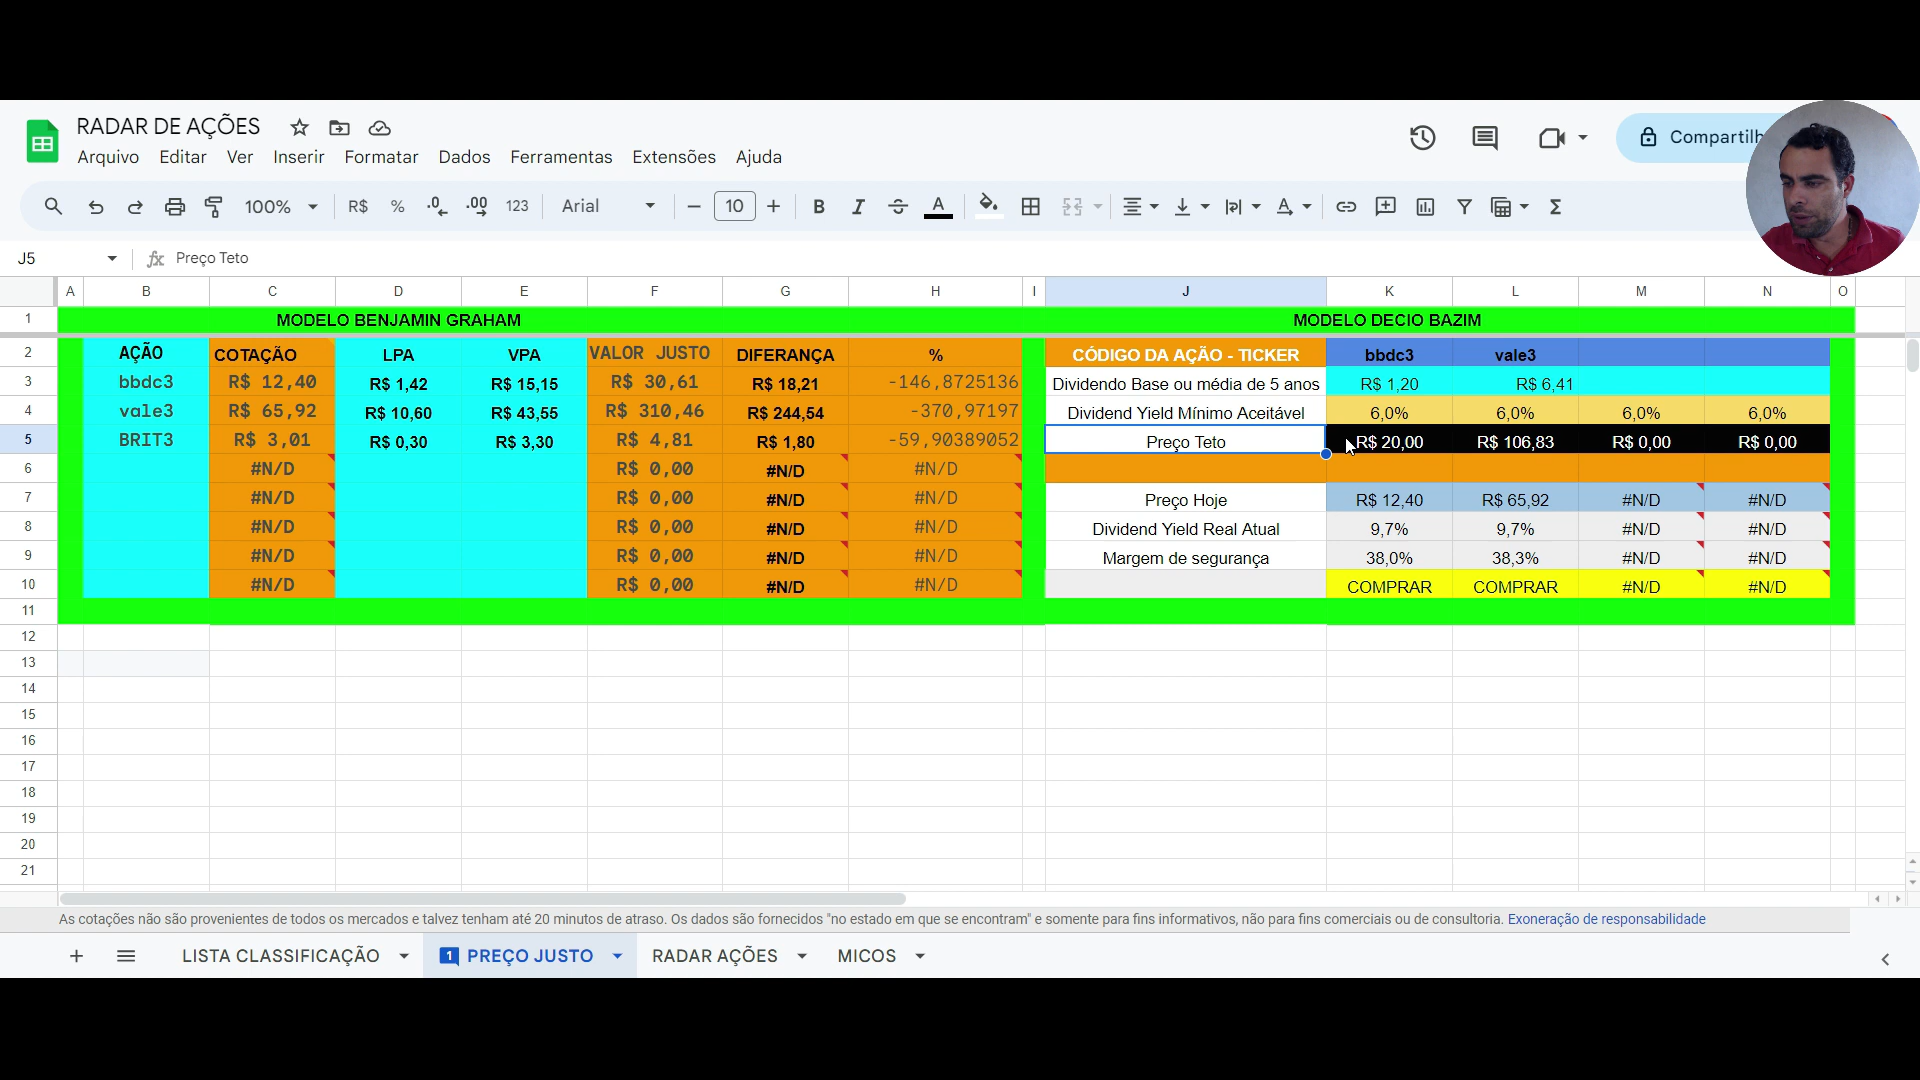 RADAR DE AÇÕES
Arquivo Editar Ver Inserir Formatar Dados Ferramentas Extensões Ajuda
Compartilh
100% R$ % .0 .00 123 Arial 10 B I S A
J5 fx Preço Teto
A B C D E F G H I J K L M N O
1 MODELO BENJAMIN GRAHAM MODELO DECIO BAZIM
2 AÇÃO COTAÇÃO LPA VPA VALOR JUSTO DIFERANÇA % CÓDIGO DA AÇÃO - TICKER bbdc3 vale3
3 bbdc3 R$ 12,40 R$ 1,42 R$ 15,15 R$ 30,61 R$ 18,21 -146,8725136 Dividendo Base ou média de 5 anos R$ 1,20 R$ 6,41
4 vale3 R$ 65,92 R$ 10,60 R$ 43,55 R$ 310,46 R$ 244,54 -370,97197 Dividend Yield Mínimo Aceitável 6,0% 6,0% 6,0% 6,0%
5 BRIT3 R$ 3,01 R$ 0,30 R$ 3,30 R$ 4,81 R$ 1,80 -59,90389052 Preço Teto R$ 20,00 R$ 106,83 R$ 0,00 R$ 0,00
6 #N/D R$ 0,00 #N/D #N/D
7 #N/D R$ 0,00 #N/D #N/D Preço Hoje R$ 12,40 R$ 65,92 #N/D #N/D
8 #N/D R$ 0,00 #N/D #N/D Dividend Yield Real Atual 9,7% 9,7% #N/D #N/D
9 #N/D R$ 0,00 #N/D #N/D Margem de segurança 38,0% 38,3% #N/D #N/D
10 #N/D R$ 0,00 #N/D #N/D COMPRAR COMPRAR #N/D #N/D
11
12
13
14
15
16
17
18
19
20
21
As cotações não são provenientes de todos os mercados e talvez tenham até 20 minutos de atraso. Os dados são fornecidos "no estado em que se encontram" e somente para fins informativos, não para fins comerciais ou de consultoria. Exoneração de responsabilidade
LISTA CLASSIFICAÇÃO 1 PREÇO JUSTO RADAR AÇÕES MICOS